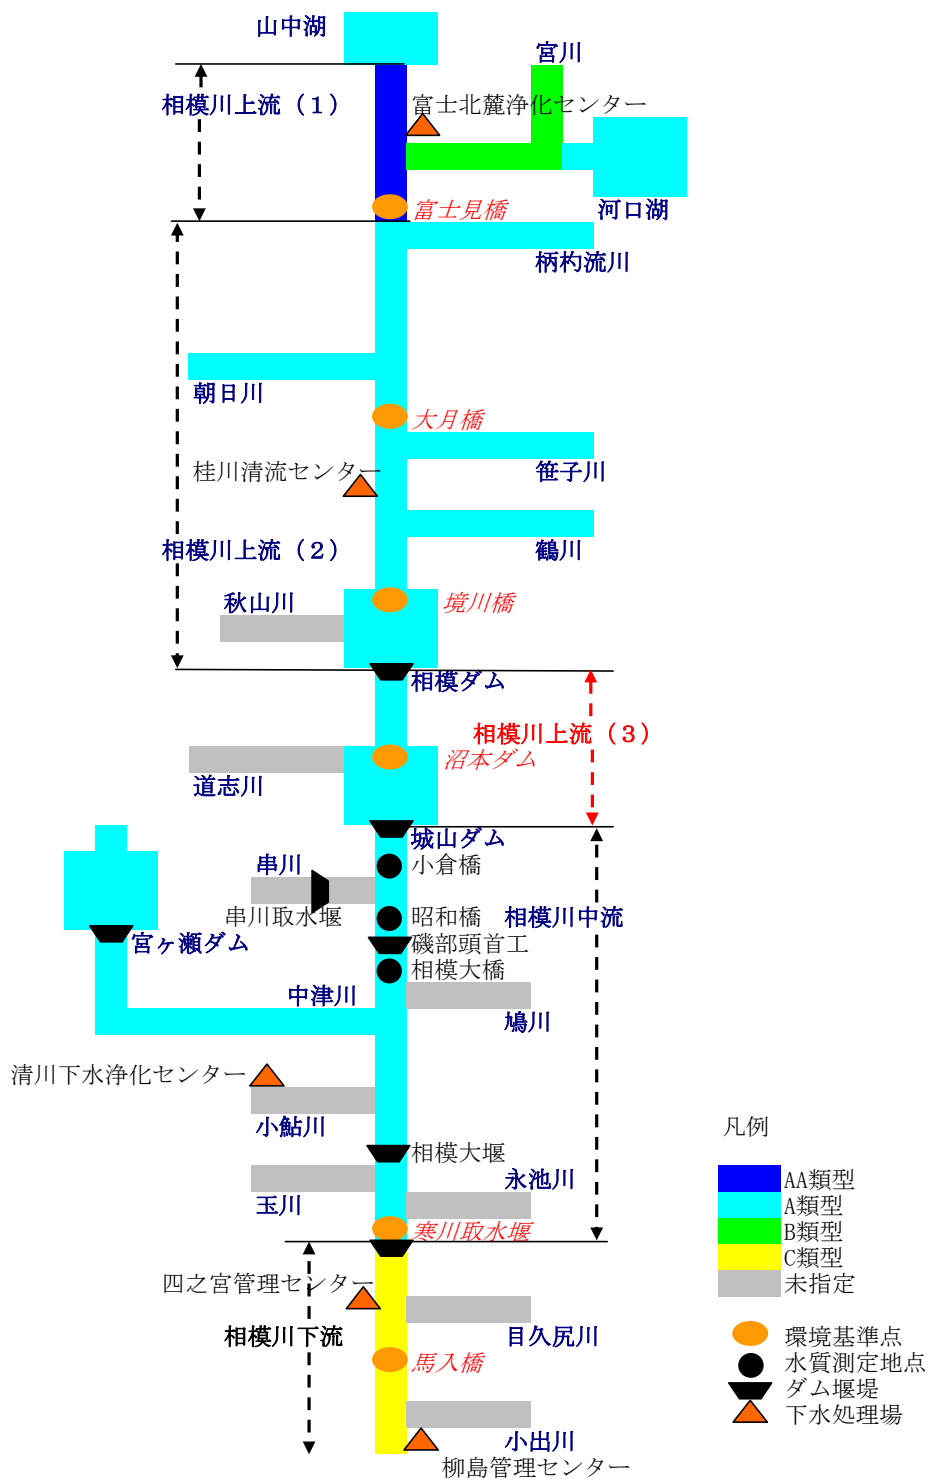 山中湖
宮川
相模川上流（１）
富士北麓浄化センター
富士見橋
河口湖
柄杓流川
朝日川
大月橋
桂川清流センター
笹子川
相模川上流（２）
鶴川
秋山川
境川橋
相模ダム
相模川上流（３）
沼本ダム
道志川
城山ダム
串川
小倉橋
串川取水堰
昭和橋
相模川中流
宮ヶ瀬ダム
磯部頭首工
相模大橋
中津川
鳩川
清川下水浄化センター
小鮎川
凡例
相模大堰
永池川
AA類型
玉川
A類型
寒川取水堰
B類型
C類型
四之宮管理センター
未指定
相模川下流
目久尻川
環境基準点
馬入橋
水質測定地点
ダム堰堤
下水処理場
小出川
柳島管理センター